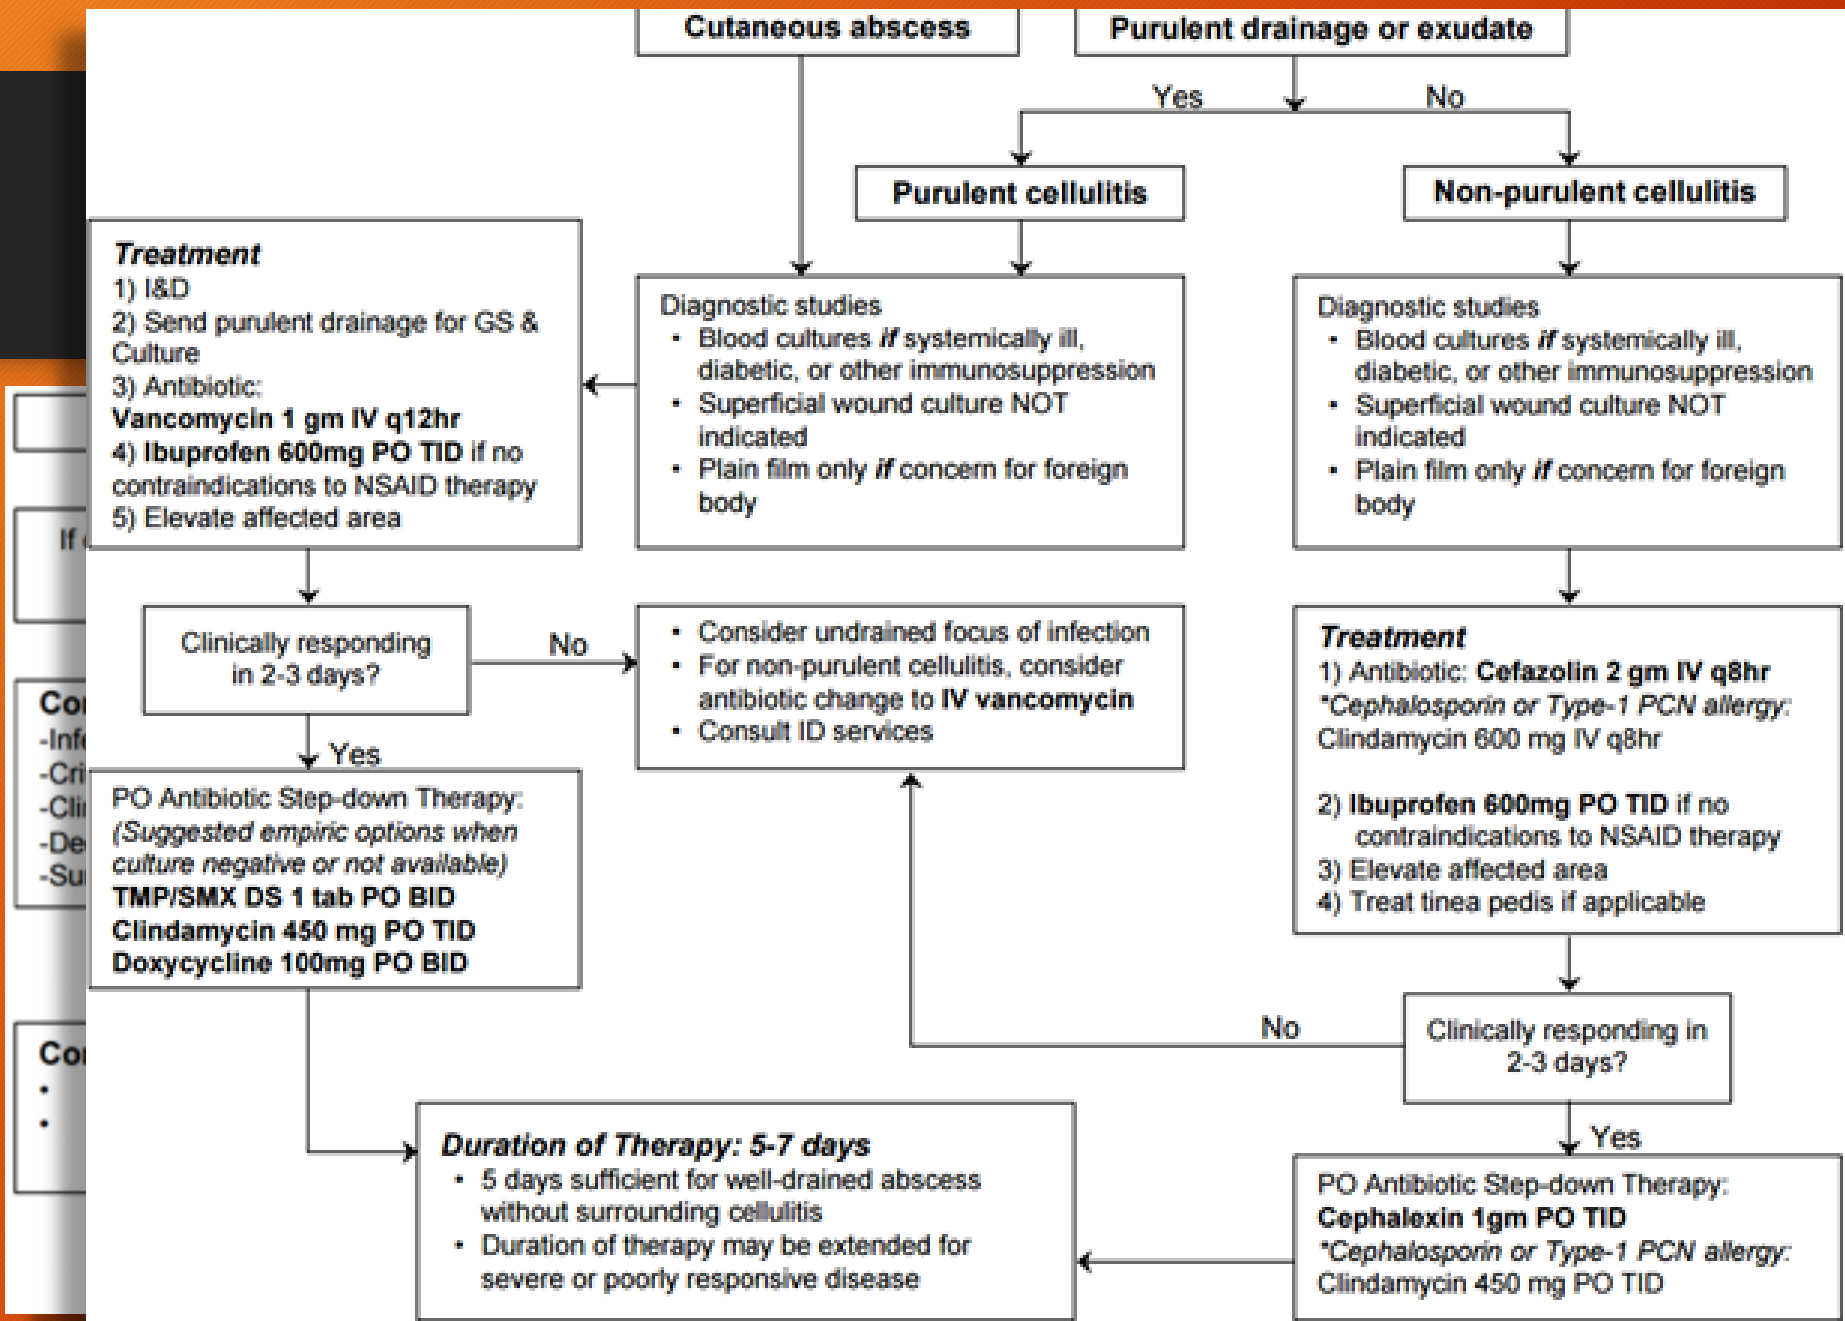 Cutaneous abscess
Purulent drainage or exudate
Yes
No
Purulent cellulitis
Non-purulent cellulitis
Treatment
1) I&D
2) Send purulent drainage for GS &
Culture
3) Antibiotic:
Vancomycin 1 gm IV q12hr
4) Ibuprofen 600mg PO TID if no
contraindications to NSAID therapy
5) Elevate affected area
Diagnostic studies
• Blood cultures if systemically ill,
diabetic, or other immunosuppression
• Superficial wound culture NOT
indicated
• Plain film only if concern for foreign
body
Diagnostic studies
• Blood cultures if systemically ill,
diabetic, or other immunosuppression
• Superficial wound culture NOT
indicated
• Plain film only if concern for foreign
body
If
Clinically responding
in 2-3 days?
No
• Consider undrained focus of infection
• For non-purulent cellulitis, consider
antibiotic change to IV vancomycin
• Consult ID services
Treatment
1) Antibiotic: Cefazolin 2 gm IV q8hr
*Cephalosporin or Type-1 PCN allergy:
Clindamycin 600 mg IV q8hr
2) Ibuprofen 600mg PO TID if no
contraindications to NSAID therapy
3) Elevate affected area
4) Treat tinea pedis if applicable
Yes
PO Antibiotic Step-down Therapy:
(Suggested empiric options when
culture negative or not available)
TMP/SMX DS 1 tab PO BID
Clindamycin 450 mg PO TID
Doxycycline 100mg PO BID
No
Clinically responding in
2-3 days?
Yes
Duration of Therapy: 5-7 days
• 5 days sufficient for well-drained abscess
without surrounding cellulitis
• Duration of therapy may be extended for
severe or poorly responsive disease
PO Antibiotic Step-down Therapy:
Cephalexin 1gm PO TID
*Cephalosporin or Type-1 PCN allergy:
Clindamycin 450 mg PO TID